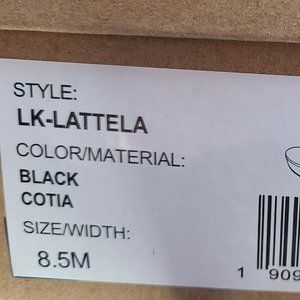 STYLE:
LK-LATTELA
COLOR/MATERIAL:
BLACK
COTIA
SIZE/WIDTH:
8.5M
1 909